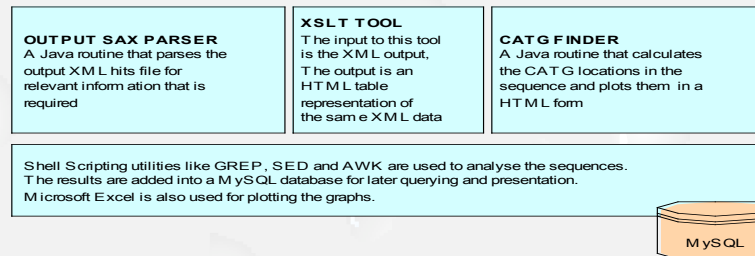 OUTPUT SAX PARSER
A Java routine that parses the
output XML hits file for
relevant information that is
required
XSLT TOOL
The input to this tool
is the XML output,
The output is an
HTML table
representation of
the same XML data
CATG FINDER
A Java routine that calculates
the CATG locations in the
sequence and plots them in a
HTML form
Shell Scripting utilities like GREP, SED and AWK are used to analyse the sequences.
The results are added into a MySQL database for later querying and presentation.
Microsoft Excel is also used for plotting the graphs.
MySQL